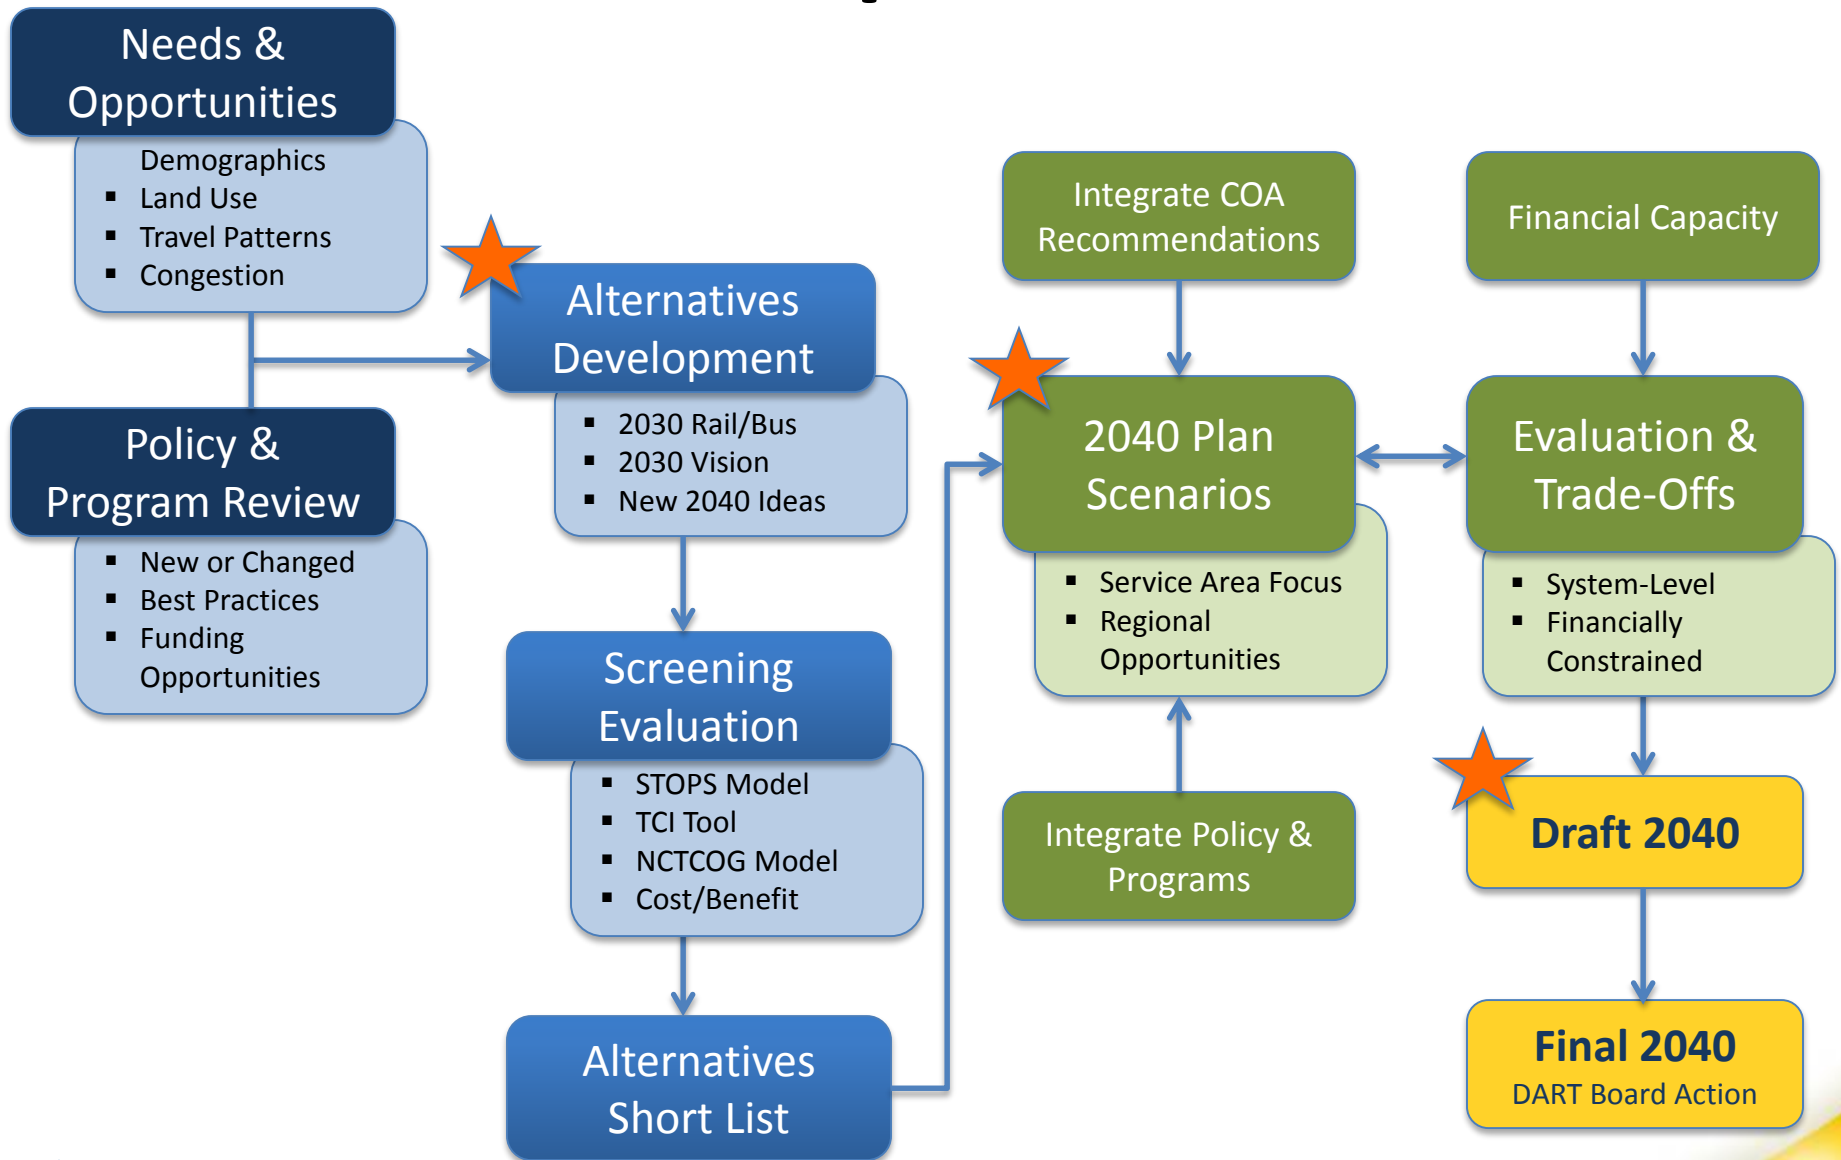 Needs &
Opportunities
Demographics
▪ Land Use
▪ Travel Patterns
▪ Congestion
Policy &
Program Review
▪ New or Changed
▪ Best Practices
▪ Funding
Opportunities
Alternatives
Development
▪ 2030 Rail/Bus
▪ 2030 Vision
▪ New 2040 Ideas
Screening
Evaluation
▪ STOPS Model
▪ TCI Tool
▪ NCTCOG Model
▪ Cost/Benefit
Alternatives
Short List
Integrate COA
Recommendations
2040 Plan
Scenarios
▪ Service Area Focus
▪ Regional
Opportunities
Integrate Policy &
Programs
Financial Capacity
Evaluation &
Trade-Offs
▪ System-Level
▪ Financially
Constrained
Draft 2040
Final 2040
DART Board Action